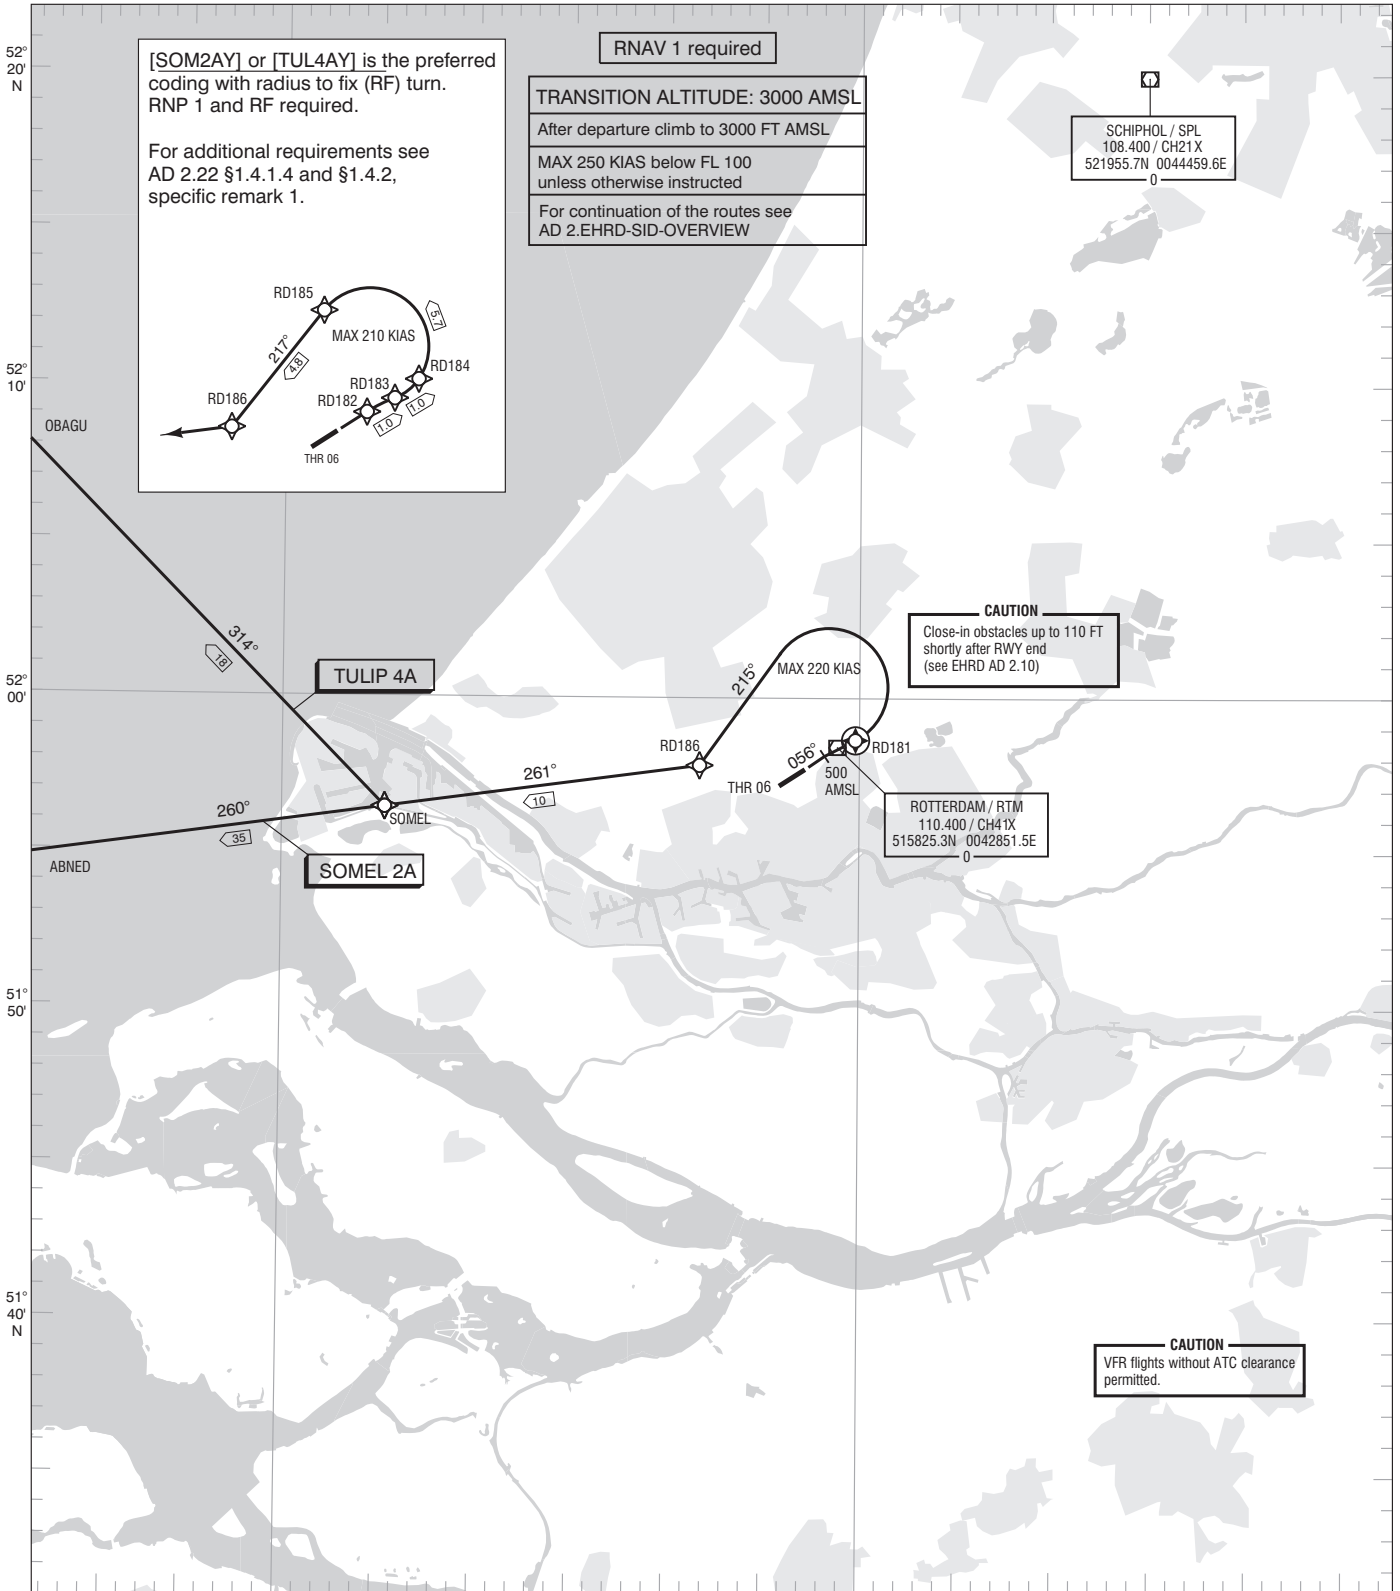 52°
20'
N
[SOM2AY] or [TUL4AY] is the preferred
coding with radius to fix (RF) turn.
RNP 1 and RF required.
For additional requirements see
AD 2.22 §1.4.1.4 and §1.4.2,
specific remark 1.
RNAV 1 required
TRANSITION ALTITUDE: 3000 AMSL
After departure climb to 3000 FT AMSL
MAX 250 KIAS below FL 100
unless otherwise instructed
For continuation of the routes see
AD 2.EHRD-SID-OVERVIEW
SCHIPHOL / SPL
108.400 / CH21X
521955.7N 0044459.6E
0
RD185
5.7
MAX 210 KIAS
217°
4.8
RD184
RD183
RD182
1.0
1.0
RD186
THR 06
52°
10'
OBAGU
314°
18
TULIP 4A
52°
00'
CAUTION
Close-in obstacles up to 110 FT
shortly after RWY end
(see EHRD AD 2.10)
MAX 220 KIAS
215°
RD186
RD181
056°
500
AMSL
THR 06
261°
10
ROTTERDAM / RTM
110.400 / CH41X
515825.3N 0042851.5E
0
260°
35
SOMEL
ABNED
SOMEL 2A
51°
50'
51°
40'
N
CAUTION
VFR flights without ATC clearance
permitted.